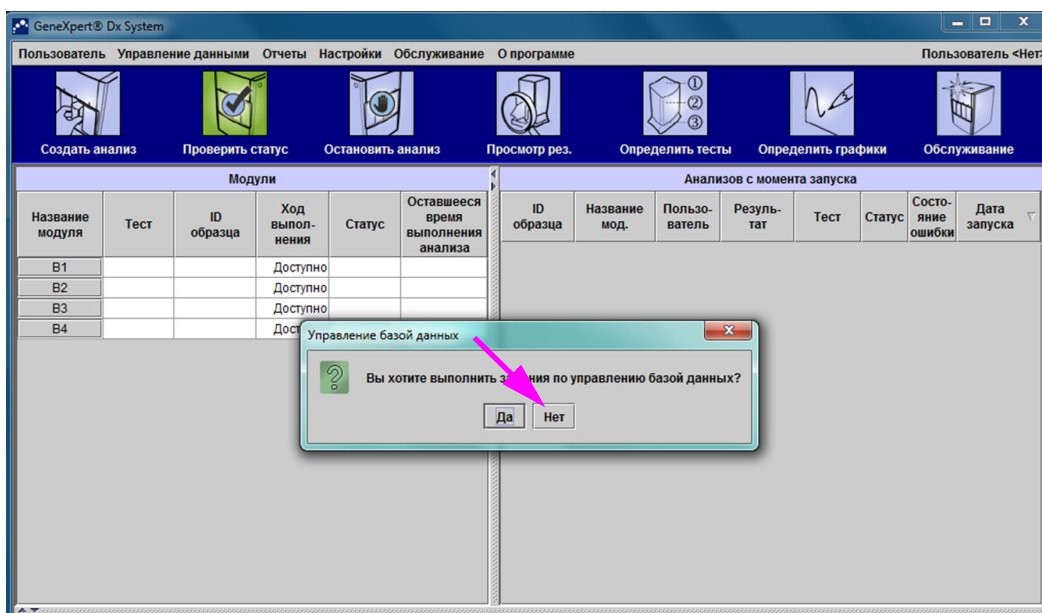 GeneXpert® Dx System
Пользователь Управление данными Отчеты Настройки Обслуживание О программе Пользователь <Нет>
Создать анализ Проверить статус Остановить анализ Просмотр рез. Определить тесты Определить графики Обслуживание
Модули
Название модуля
Тест
ID образца
Ход выпол-
нения
Статус
Оставшееся
время
выполнения
анализа
B1 Доступно
B2 Доступно
B3 Доступно
B4
Анализов с момента запуска
ID
образца
Название
мод.
Пользо-
ватель
Резуль-
тат
Тест
Статус
Состо-
яние
ошибки
Дата
запуска
Управление базой данных
Вы хотите выполнить по управлению базой данных?
Да Нет